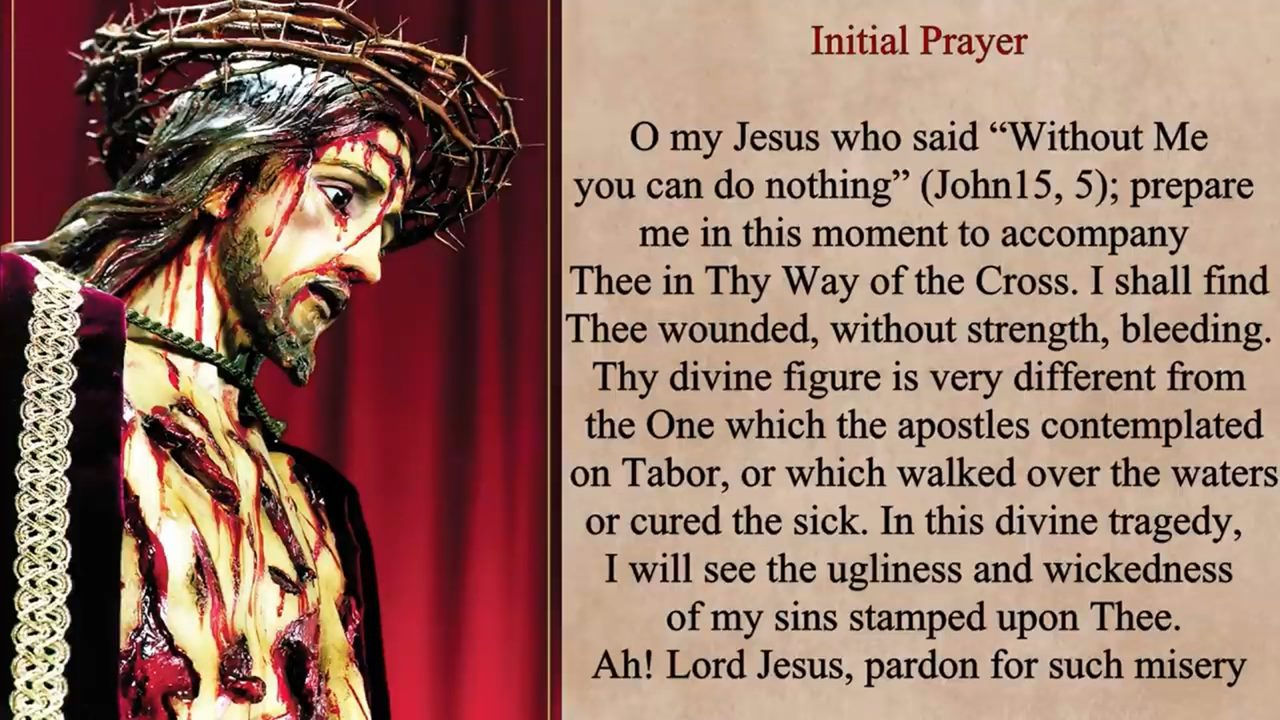 Initial Prayer
O my Jesus who said “Without Me
you can do nothing” (John15, 5); prepare
me in this moment to accompany
Thee in Thy Way of the Cross. I shall find
Thee wounded, without strength, bleeding.
Thy divine figure is very different from
the One which the apostles contemplated
on Tabor, or which walked over the waters
or cured the sick. In this divine tragedy,
I will see the ugliness and wickedness
of my sins stamped upon Thee.
Ah! Lord Jesus, pardon for such misery